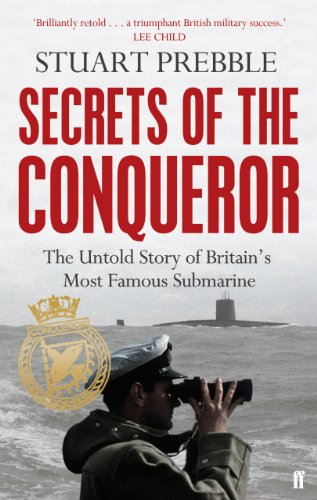 ‘Brilliantly retold . . . a triumphant British military success.’
LEE CHILD
STUART PREBBLE
SECRETS OF THE
CONQUEROR
The Untold Story of Britain’s
Most Famous Submarine
CONQUEROR
ff